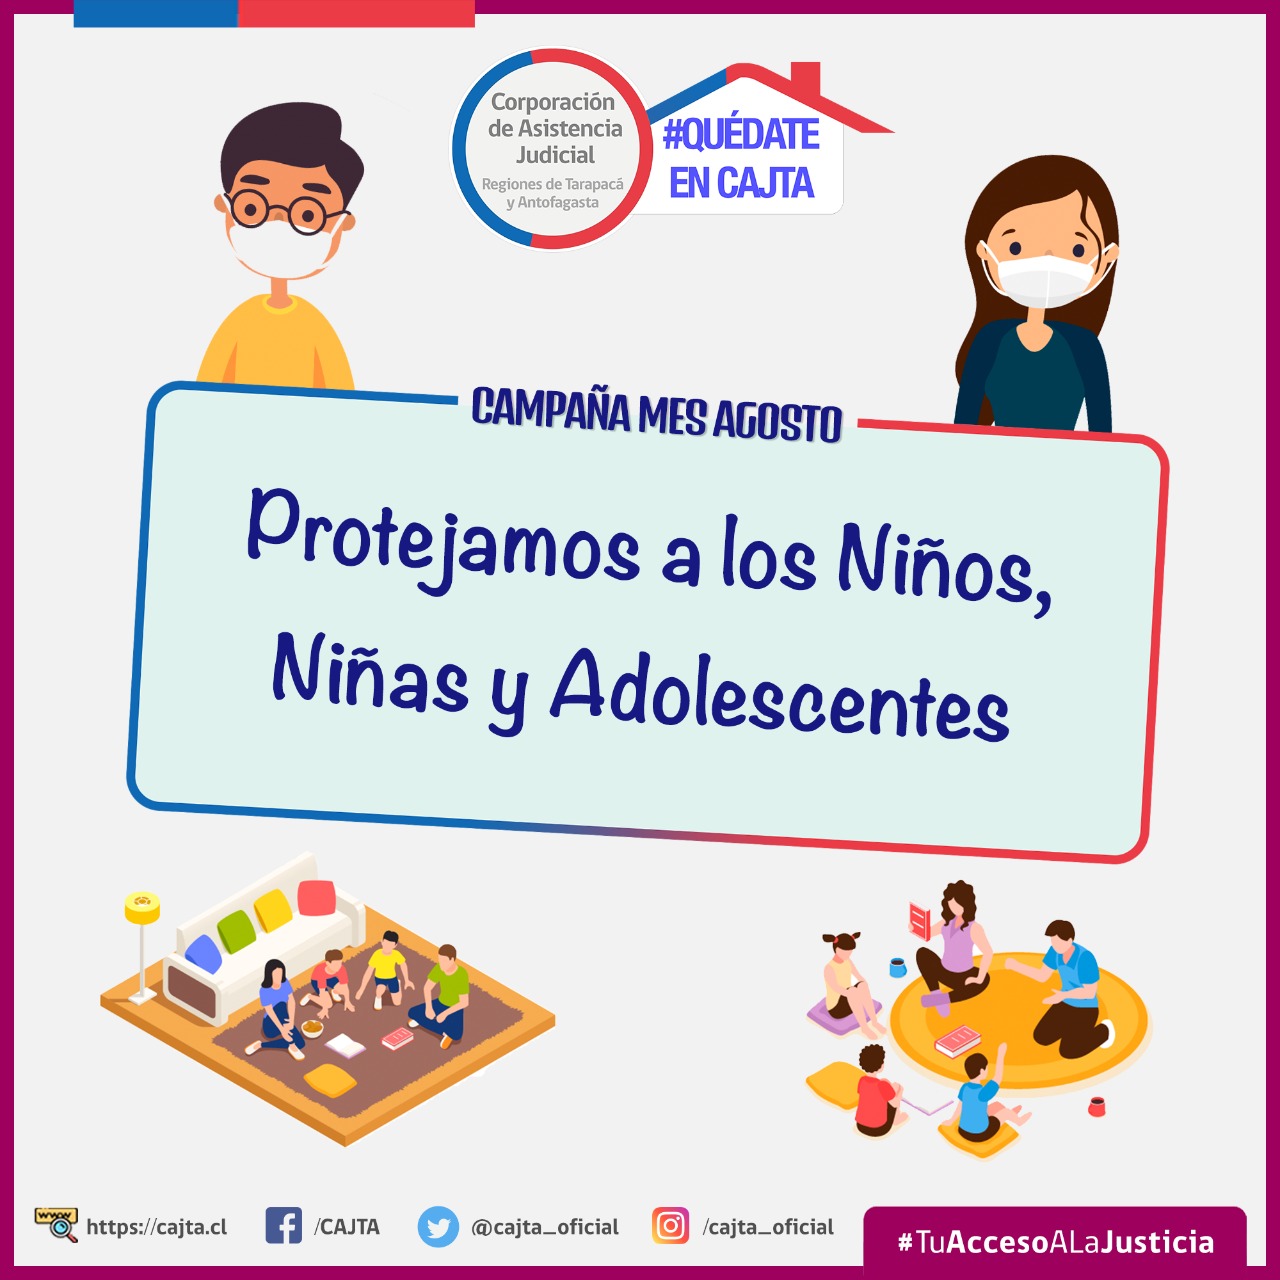 Corporación
de Asistencia
Judicial
Regiones de Tarapacá
y Antofagasta
#QUÉDATE
EN CAJTA
CAMPAÑA MES AGOSTO
Protejamos a los Niños,
Niñas y Adolescentes
www
https://cajta.cl
/CAJTA
@cajta_oficial
/cajta_oficial
#TuAccesoALaJusticia